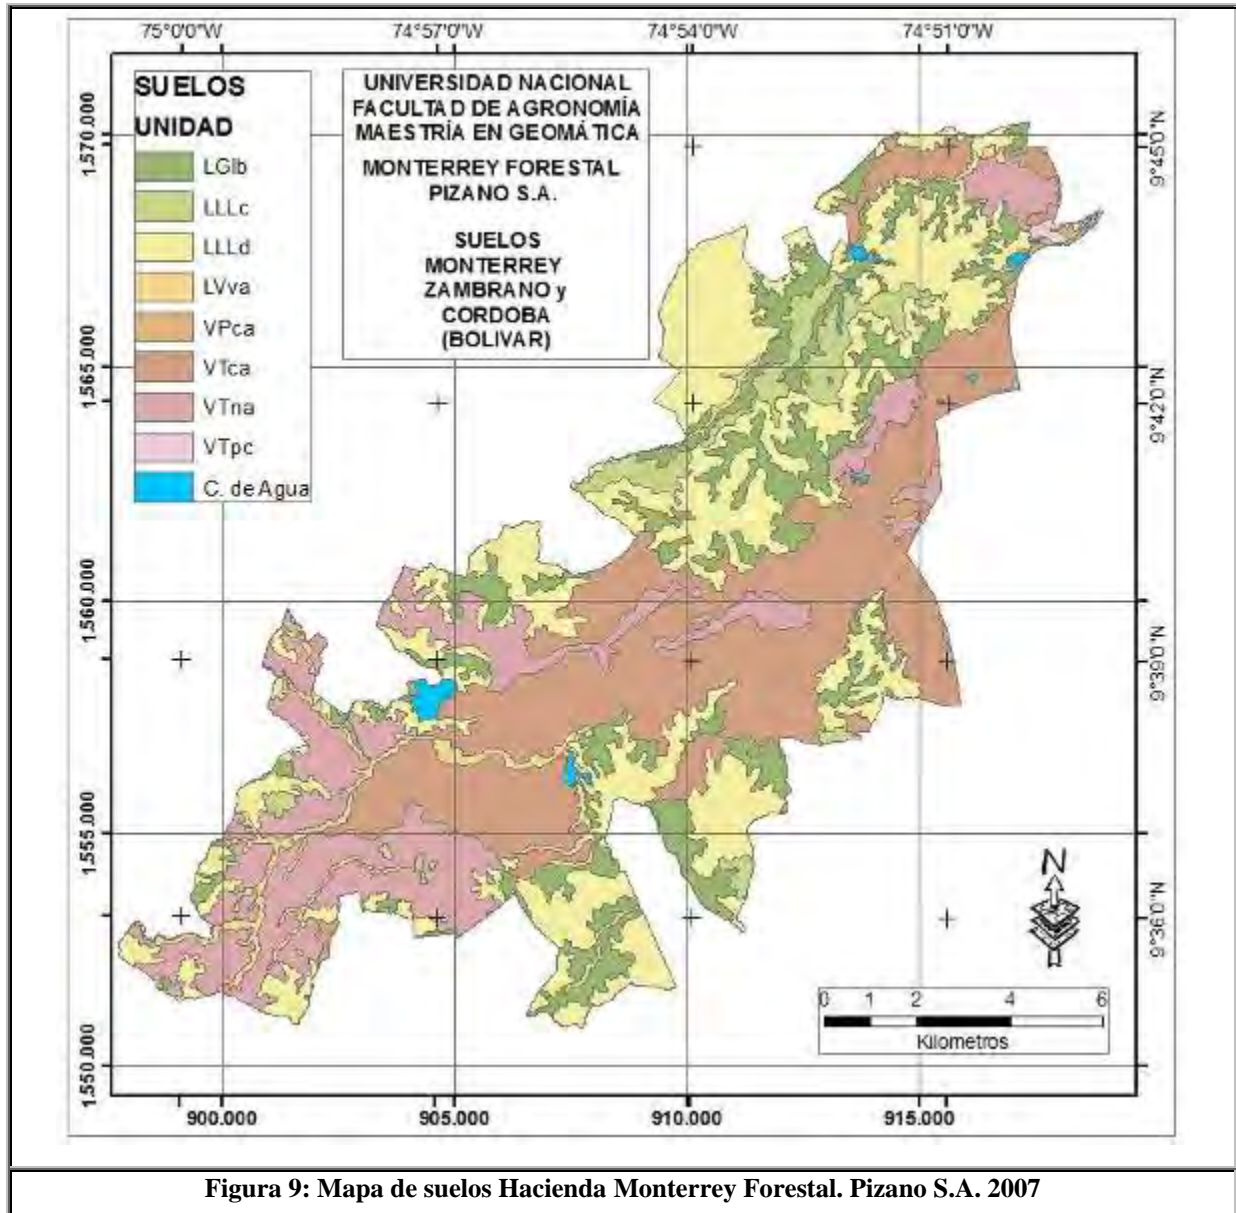 75°0'0"W
74°57'0"W
74°54'0"W
74°51'0"W
SUELOS
UNIDAD
LGlb
LLLc
LLLd
LVva
VPca
VTca
VTna
VTpc
C. de Agua
UNIVERSIDAD NACIONAL
FACULTAD DE AGRONOMÍA
MAESTRÍA EN GEOMÁTICA
MONTERREY FORESTAL
PIZANO S.A.
SUELOS
MONTERREY
ZAMBRANO y
CORDOBA
(BOLIVAR)
1.570.000
1.565.000
1.560.000
1.555.000
1.550.000
9°45'0"N
9°42'0"N
9°39'0"N
9°36'0"N
N
0 1 2 4 6
Kilometros
900.000
905.000
910.000
915.000
Figura 9: Mapa de suelos Hacienda Monterrey Forestal. Pizano S.A. 2007